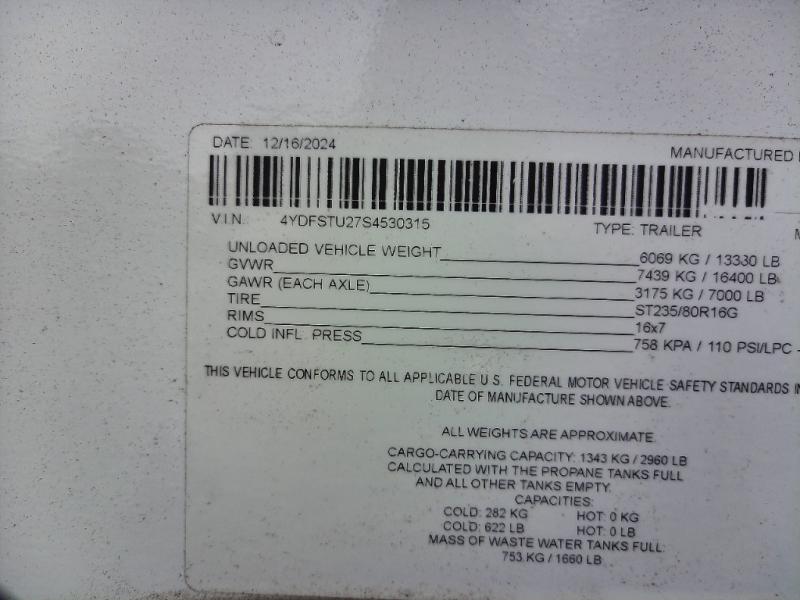 DATE: 12/16/2024
MANUFACTURED
V.I.N. 4YDFSTU27S4530315
TYPE: TRAILER
UNLOADED VEHICLE WEIGHT 6069 KG / 13330 LB
GVWR 7439 KG / 16400 LB
GAWR (EACH AXLE) 3175 KG / 7000 LB
TIRE ST235/80R16G
RIMS 16x7
COLD INFL. PRESS 758 KPA / 110 PSI/LPC -
THIS VEHICLE CONFORMS TO ALL APPLICABLE U.S. FEDERAL MOTOR VEHICLE SAFETY STANDARDS IN
DATE OF MANUFACTURE SHOWN ABOVE.
ALL WEIGHTS ARE APPROXIMATE.
CARGO-CARRYING CAPACITY: 1343 KG / 2960 LB
CALCULATED WITH THE PROPANE TANKS FULL
AND ALL OTHER TANKS EMPTY.
CAPACITIES:
COLD: 282 KG HOT: 0 KG
COLD: 622 LB HOT: 0 LB
MASS OF WASTE WATER TANKS FULL:
753 KG / 1660 LB